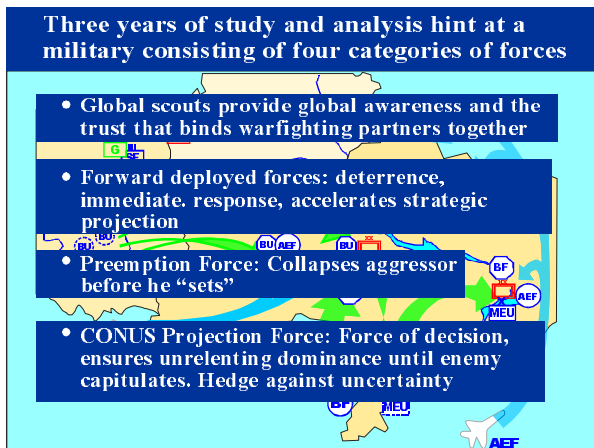 Three years of study and analysis hint at a
military consisting of four categories of forces
• Global scouts provide global awareness and the
trust that binds warfighting partners together
G
SF
• Forward deployed forces: deterrence,
immediate. response, accelerates strategic
projection
BU
BU
BU
AEF
BU
XX
• Preemption Force: Collapses aggressor
before he “sets”
BF
AEF
MEU
• CONUS Projection Force: Force of decision,
ensures unrelenting dominance until enemy
capitulates. Hedge against uncertainty
BF
MEU
AEF